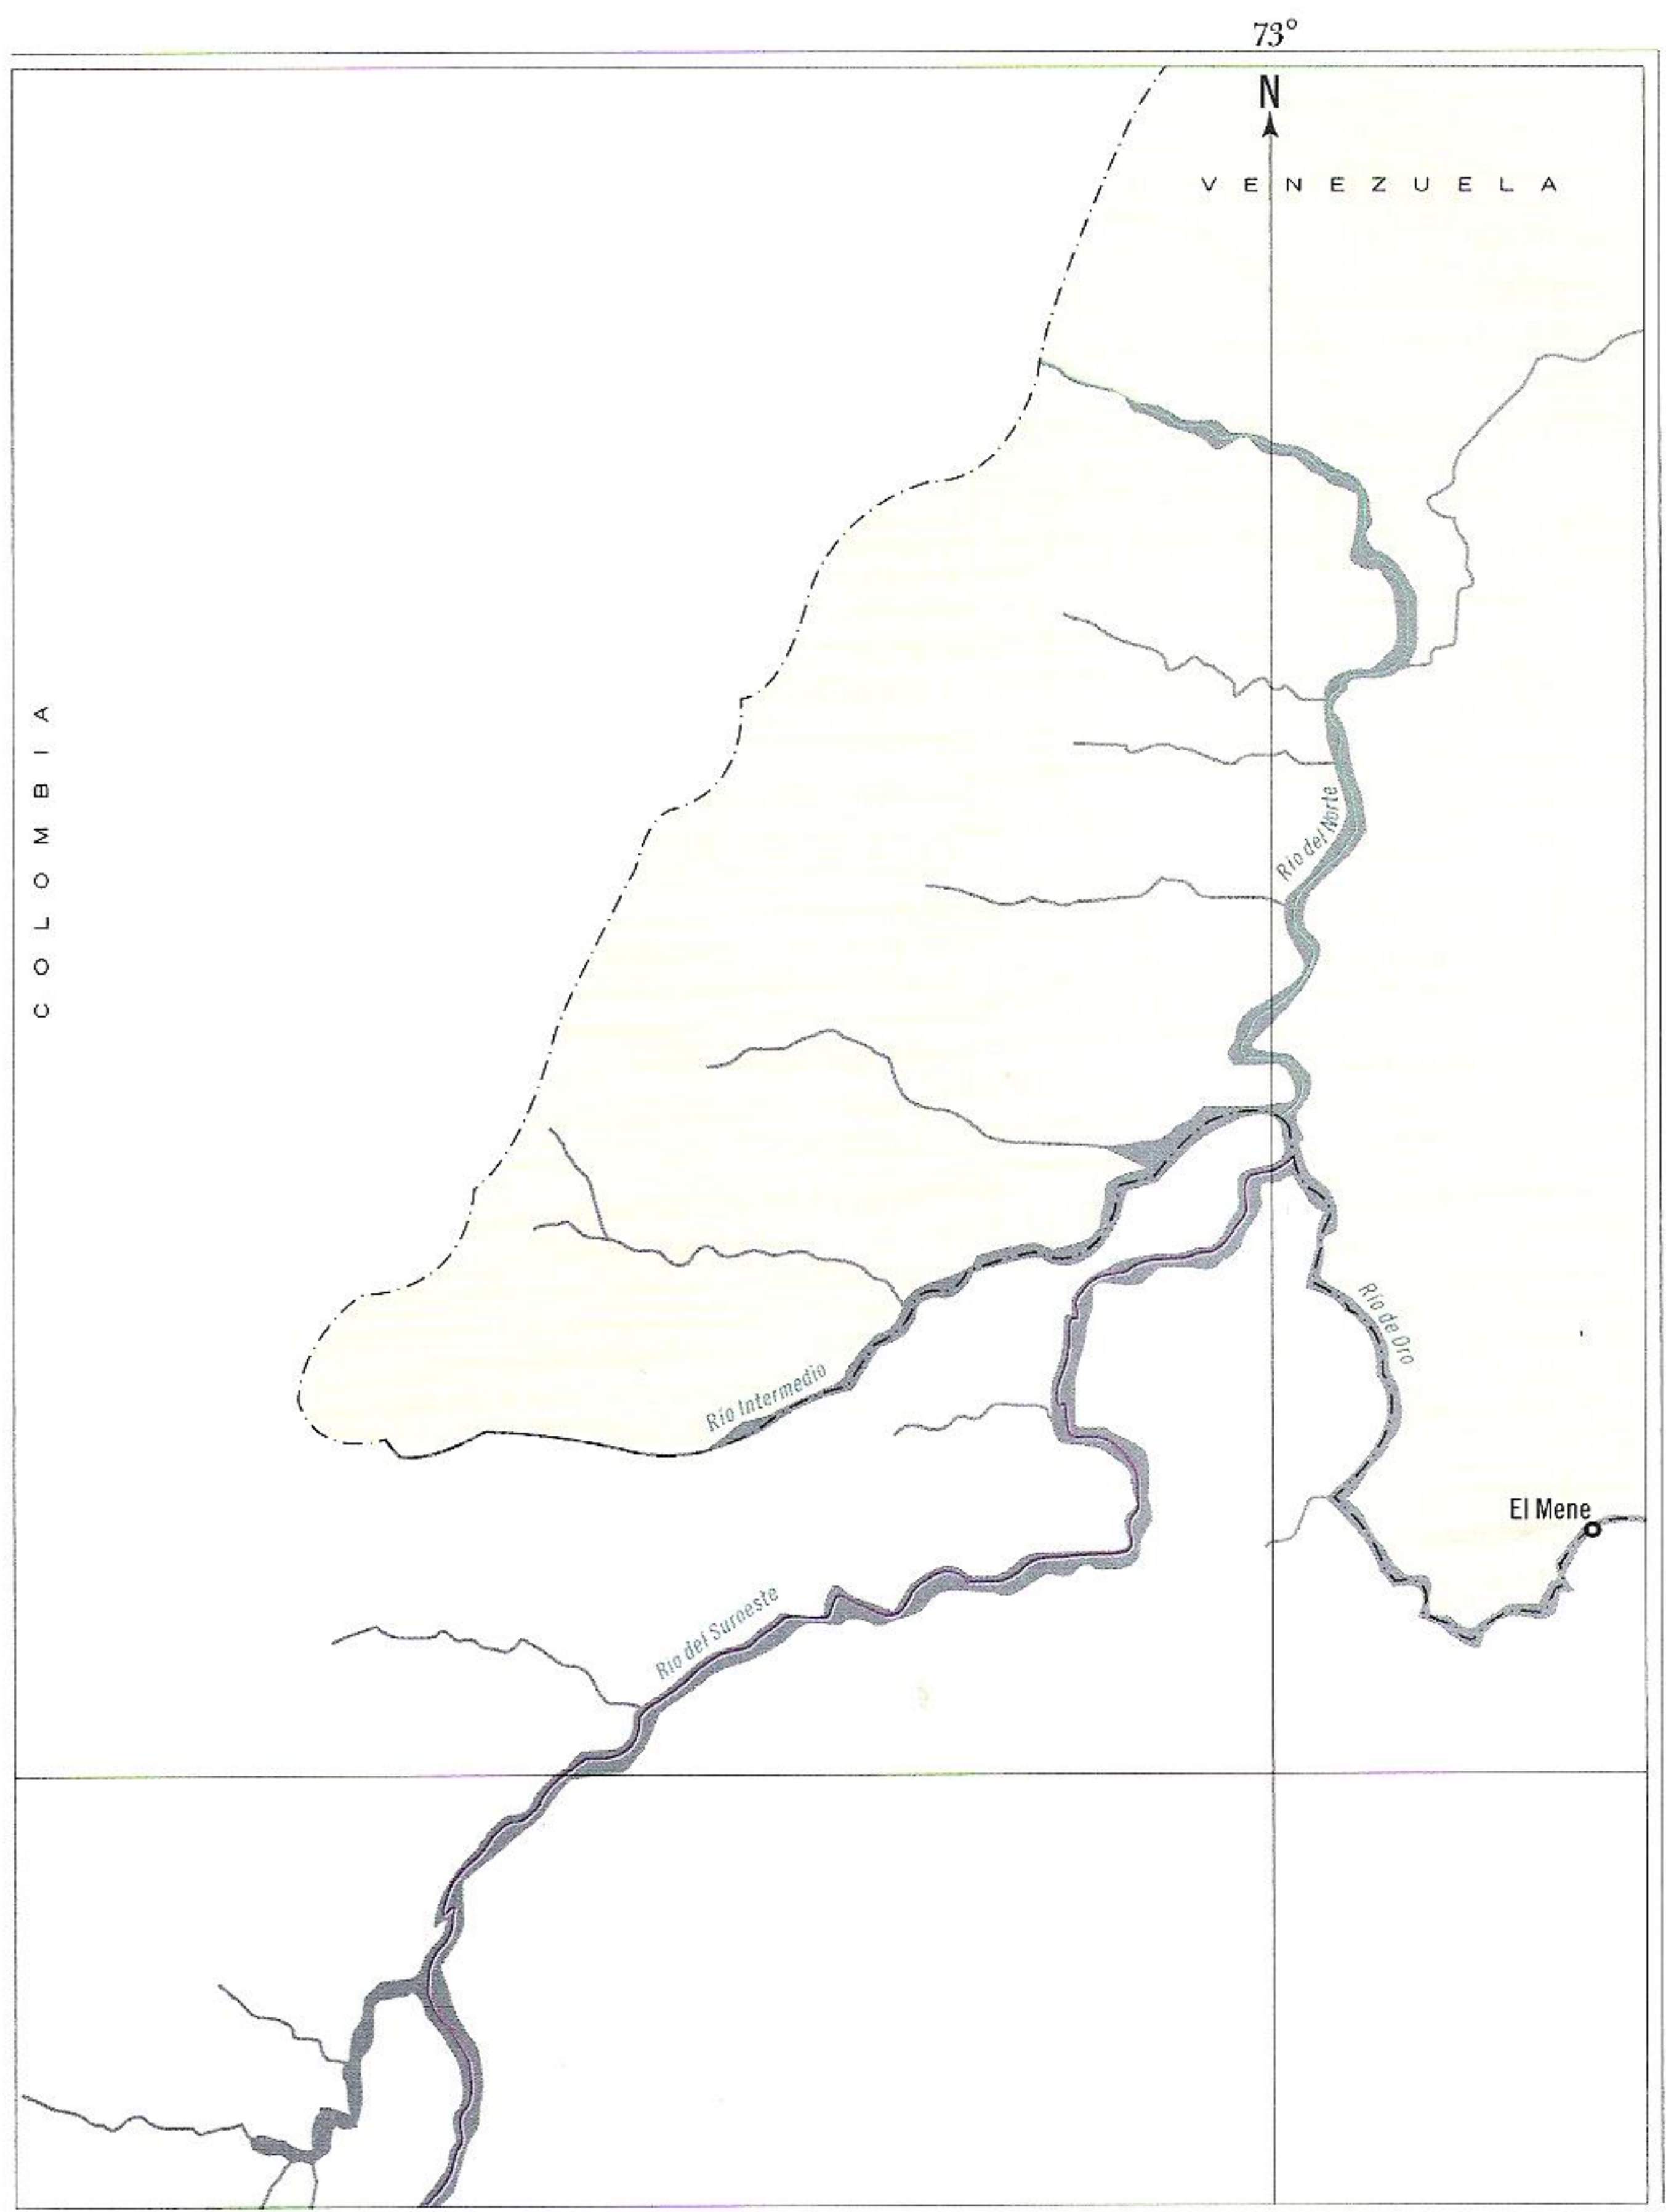 73°
N
VENEZUELA
COLOMBIA
Río del Norte
Río de Oro
Río Intermedio
El Mene
Río del Suroeste